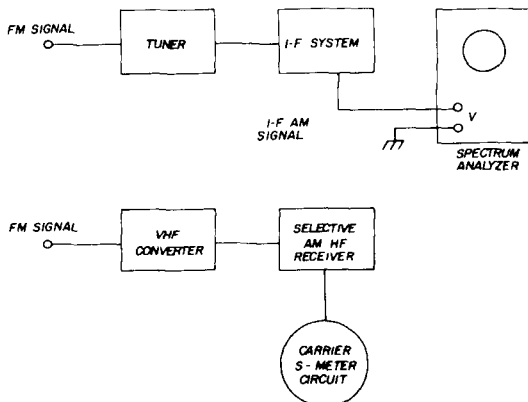 FM SIGNAL
TUNER
I-F SYSTEM
I-F AM
SIGNAL
V
SPECTRUM
ANALYZER
FM SIGNAL
VHF
CONVERTER
SELECTIVE
AM HF
RECEIVER
CARRIER
S-METER
CIRCUIT